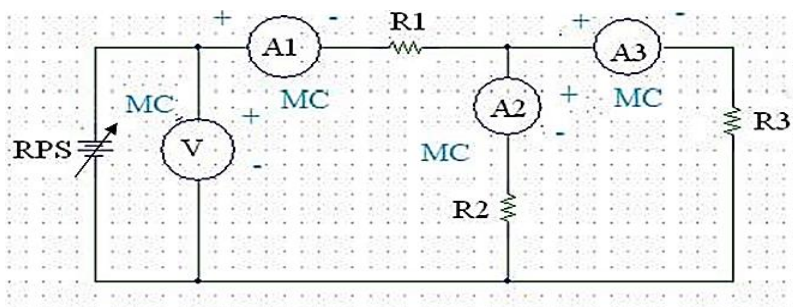 + - R1 + -
A1 A3
MC + MC A2 + MC
RPS V - MC - R3
R2